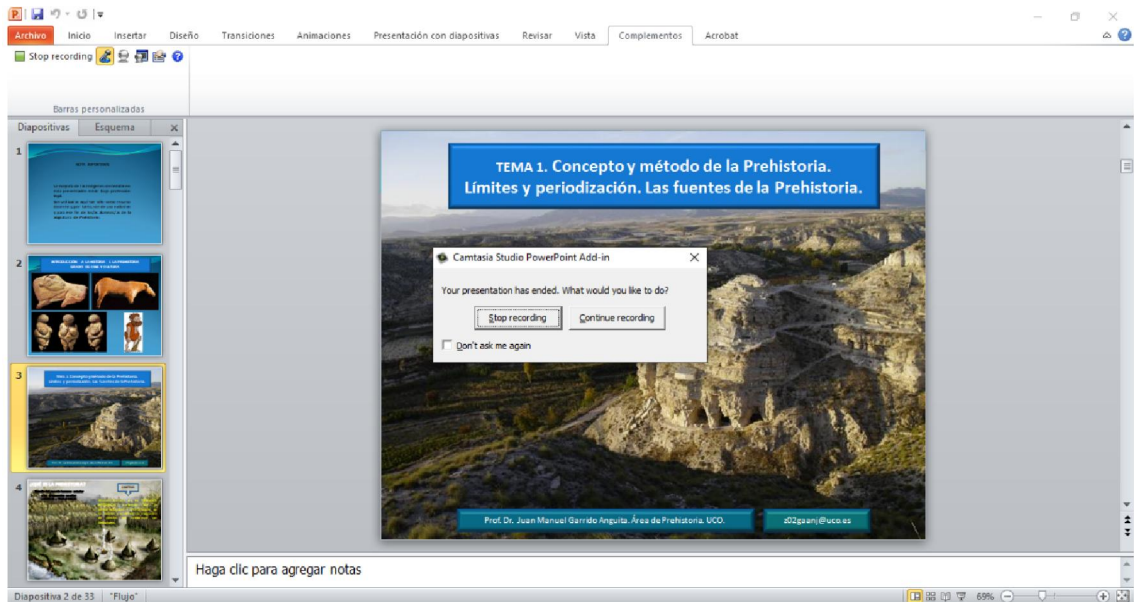 Archivo Inicio Insertar Diseño Transiciones Animaciones Presentación con diapositivas Revisar Vista Complementos Acrobat
Stop recording
Barras personalizadas
Diapositivas Esquema
1
2
3
4
TEMA 1. Concepto y método de la Prehistoria.
Límites y periodización. Las fuentes de la Prehistoria.
Camtasia Studio PowerPoint Add-in
Your presentation has ended. What would you like to do?
Stop recording Continue recording
Don't ask me again
Prof. Dr. Juan Manuel Garrido Anguita. Área de Prehistoria. UCO. z02gaanj@uco.es
Haga clic para agregar notas
Diapositiva 2 de 33 "Flujo" 69%